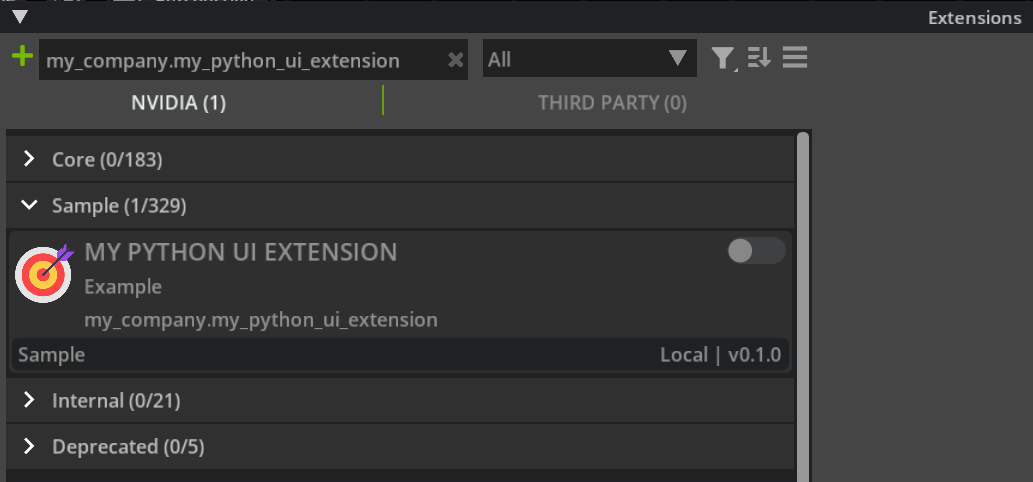 Extensions
my_company.my_python_ui_extension
All
NVIDIA (1)
THIRD PARTY (0)
Core (0/183)
Sample (1/329)
MY PYTHON UI EXTENSION
Example
my_company.my_python_ui_extension
Sample
Local | v0.1.0
Internal (0/21)
Deprecated (0/5)